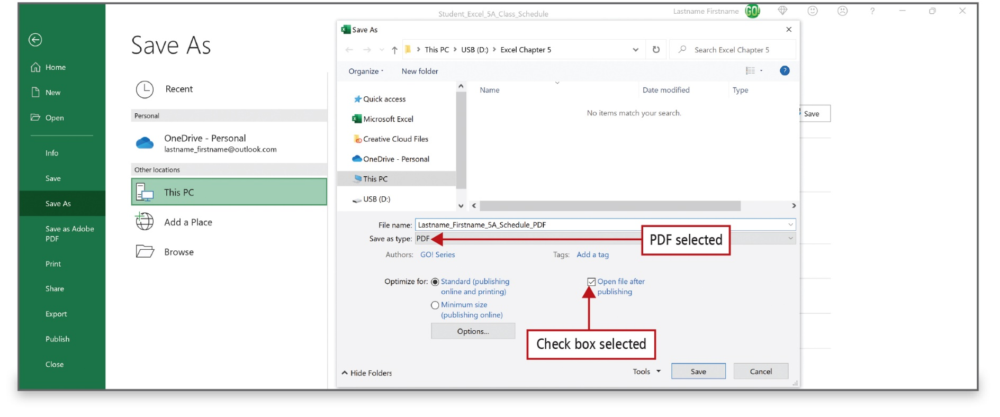 Student_Excel_5A_Class_Schedule
Lastname Firstname GO! ?
Save As
Home
New
Open
Info
Save
Save As
Save as Adobe
PDF
Print
Share
Export
Publish
Close
Save As
Recent
Personal
OneDrive - Personal
lastname_firstname@outlook.com
Other locations
This PC
Add a Place
Browse
This PC > USB (D:) > Excel Chapter 5
Search Excel Chapter 5
Organize
New folder
?
Quick access
Microsoft Excel
Creative Cloud Files
OneDrive - Personal
This PC
USB (D:)
Name Date modified Type
No items match your search.
Save
File name: Lastname_Firstname_5A_Schedule_PDF
Save as type: PDF
PDF selected
Authors: GO! Series
Tags: Add a tag
Optimize for: Standard (publishing
online and printing)
Minimum size
(publishing online)
Open file after
publishing
Options...
Check box selected
Hide Folders
Tools
Save
Cancel